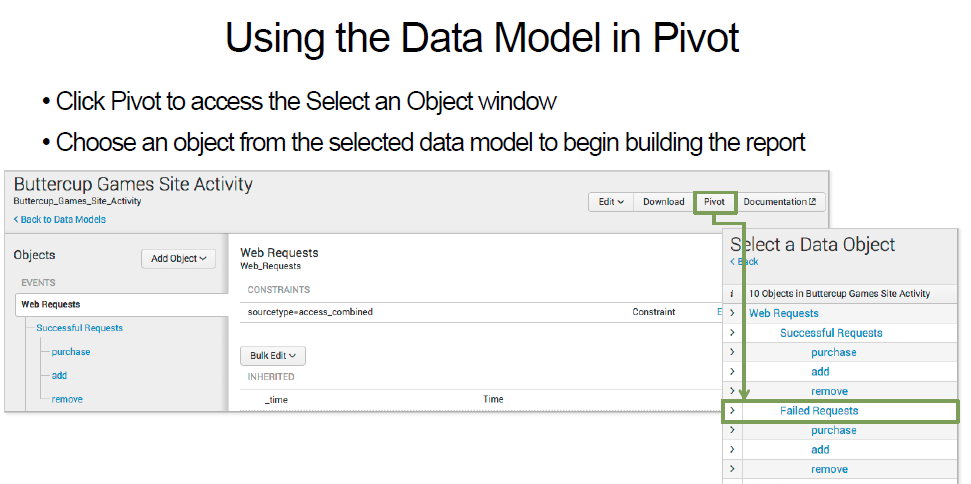 Using the Data Model in Pivot
• Click Pivot to access the Select an Object window
• Choose an object from the selected data model to begin building the report
Buttercup Games Site Activity
Buttercup_Games_Site_Activity
< Back to Data Models
Edit Download Pivot Documentation
Objects
Add Object
EVENTS
Web Requests
Successful Requests
purchase
add
remove
Web Requests
Web_Requests
CONSTRAINTS
sourcetype=access_combined Constraint E
Bulk Edit
INHERITED
_time Time
Select a Data Object
< Back
i 10 Objects in Buttercup Games Site Activity
> Web Requests
> Successful Requests
> purchase
> add
> remove
> Failed Requests
> purchase
> add
> remove